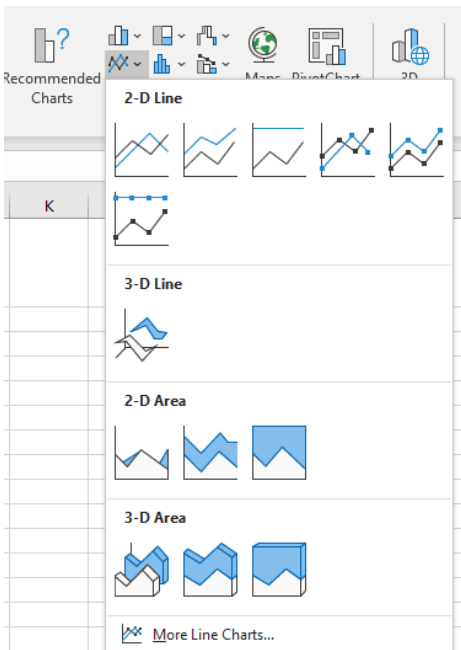 ?
Recommended
Charts
Maps
PivotChart
3D
2-D Line
K
3-D Line
2-D Area
3-D Area
More Line Charts...